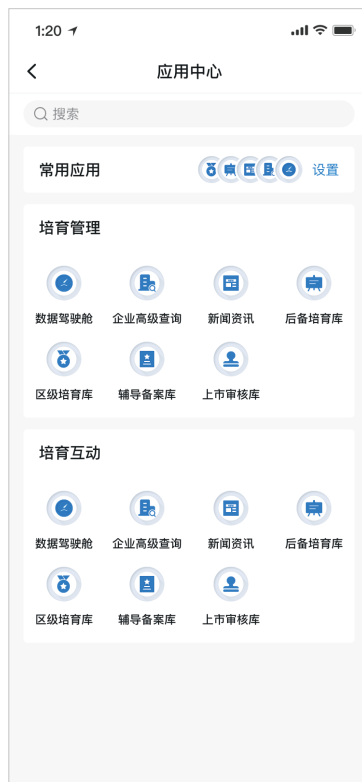 1:20
应用中心
搜索
常用应用 设置
培育管理
数据驾驶舱 企业高级查询 新闻资讯 后备培育库
区级培育库 辅导备案库 上市审核库
培育互动
数据驾驶舱 企业高级查询 新闻资讯 后备培育库
区级培育库 辅导备案库 上市审核库